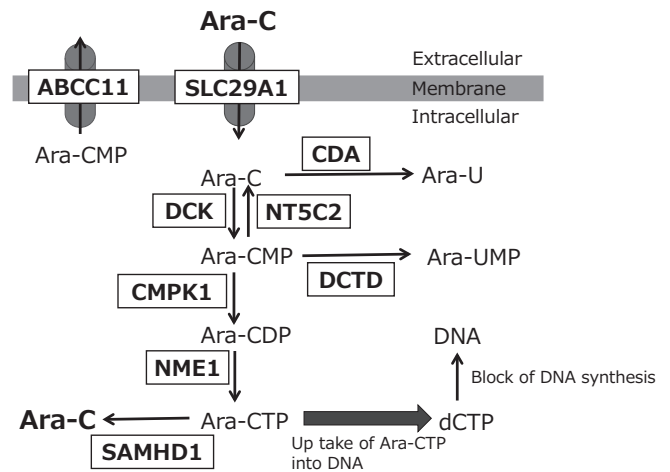 Ara-C
Extracellular
ABCC11
SLC29A1
Membrane
Intracellular
Ara-CMP
CDA
Ara-C
Ara-U
DCK
NT5C2
Ara-CMP
Ara-UMP
DCTD
CMPK1
Ara-CDP
DNA
NME1
Block of DNA synthesis
Ara-C
Ara-CTP
dCTP
SAMHD1
Up take of Ara-CTP
into DNA